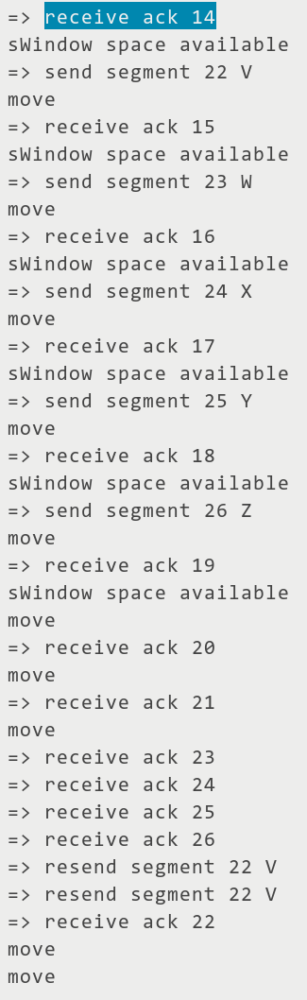 => receive ack 14
sWindow space available
=> send segment 22 V
move
=> receive ack 15
sWindow space available
=> send segment 23 W
move
=> receive ack 16
sWindow space available
=> send segment 24 X
move
=> receive ack 17
sWindow space available
=> send segment 25 Y
move
=> receive ack 18
sWindow space available
=> send segment 26 Z
move
=> receive ack 19
sWindow space available
move
=> receive ack 20
move
=> receive ack 21
move
=> receive ack 23
=> receive ack 24
=> receive ack 25
=> receive ack 26
=> resend segment 22 V
=> resend segment 22 V
=> receive ack 22
move
move